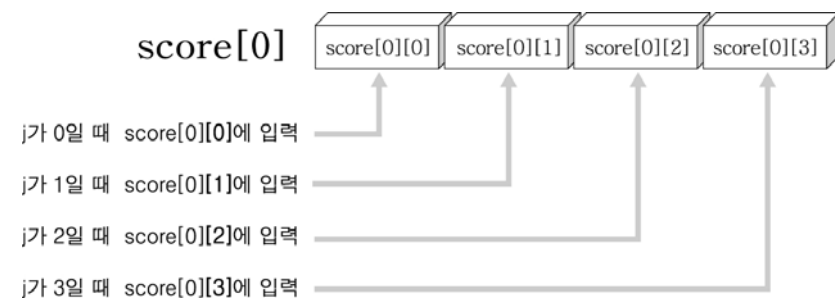 score[0] score[0][0] score[0][1] score[0][2] score[0][3]
j가 0일 때 score[0][0]에 입력
j가 1일 때 score[0][1]에 입력
j가 2일 때 score[0][2]에 입력
j가 3일 때 score[0][3]에 입력